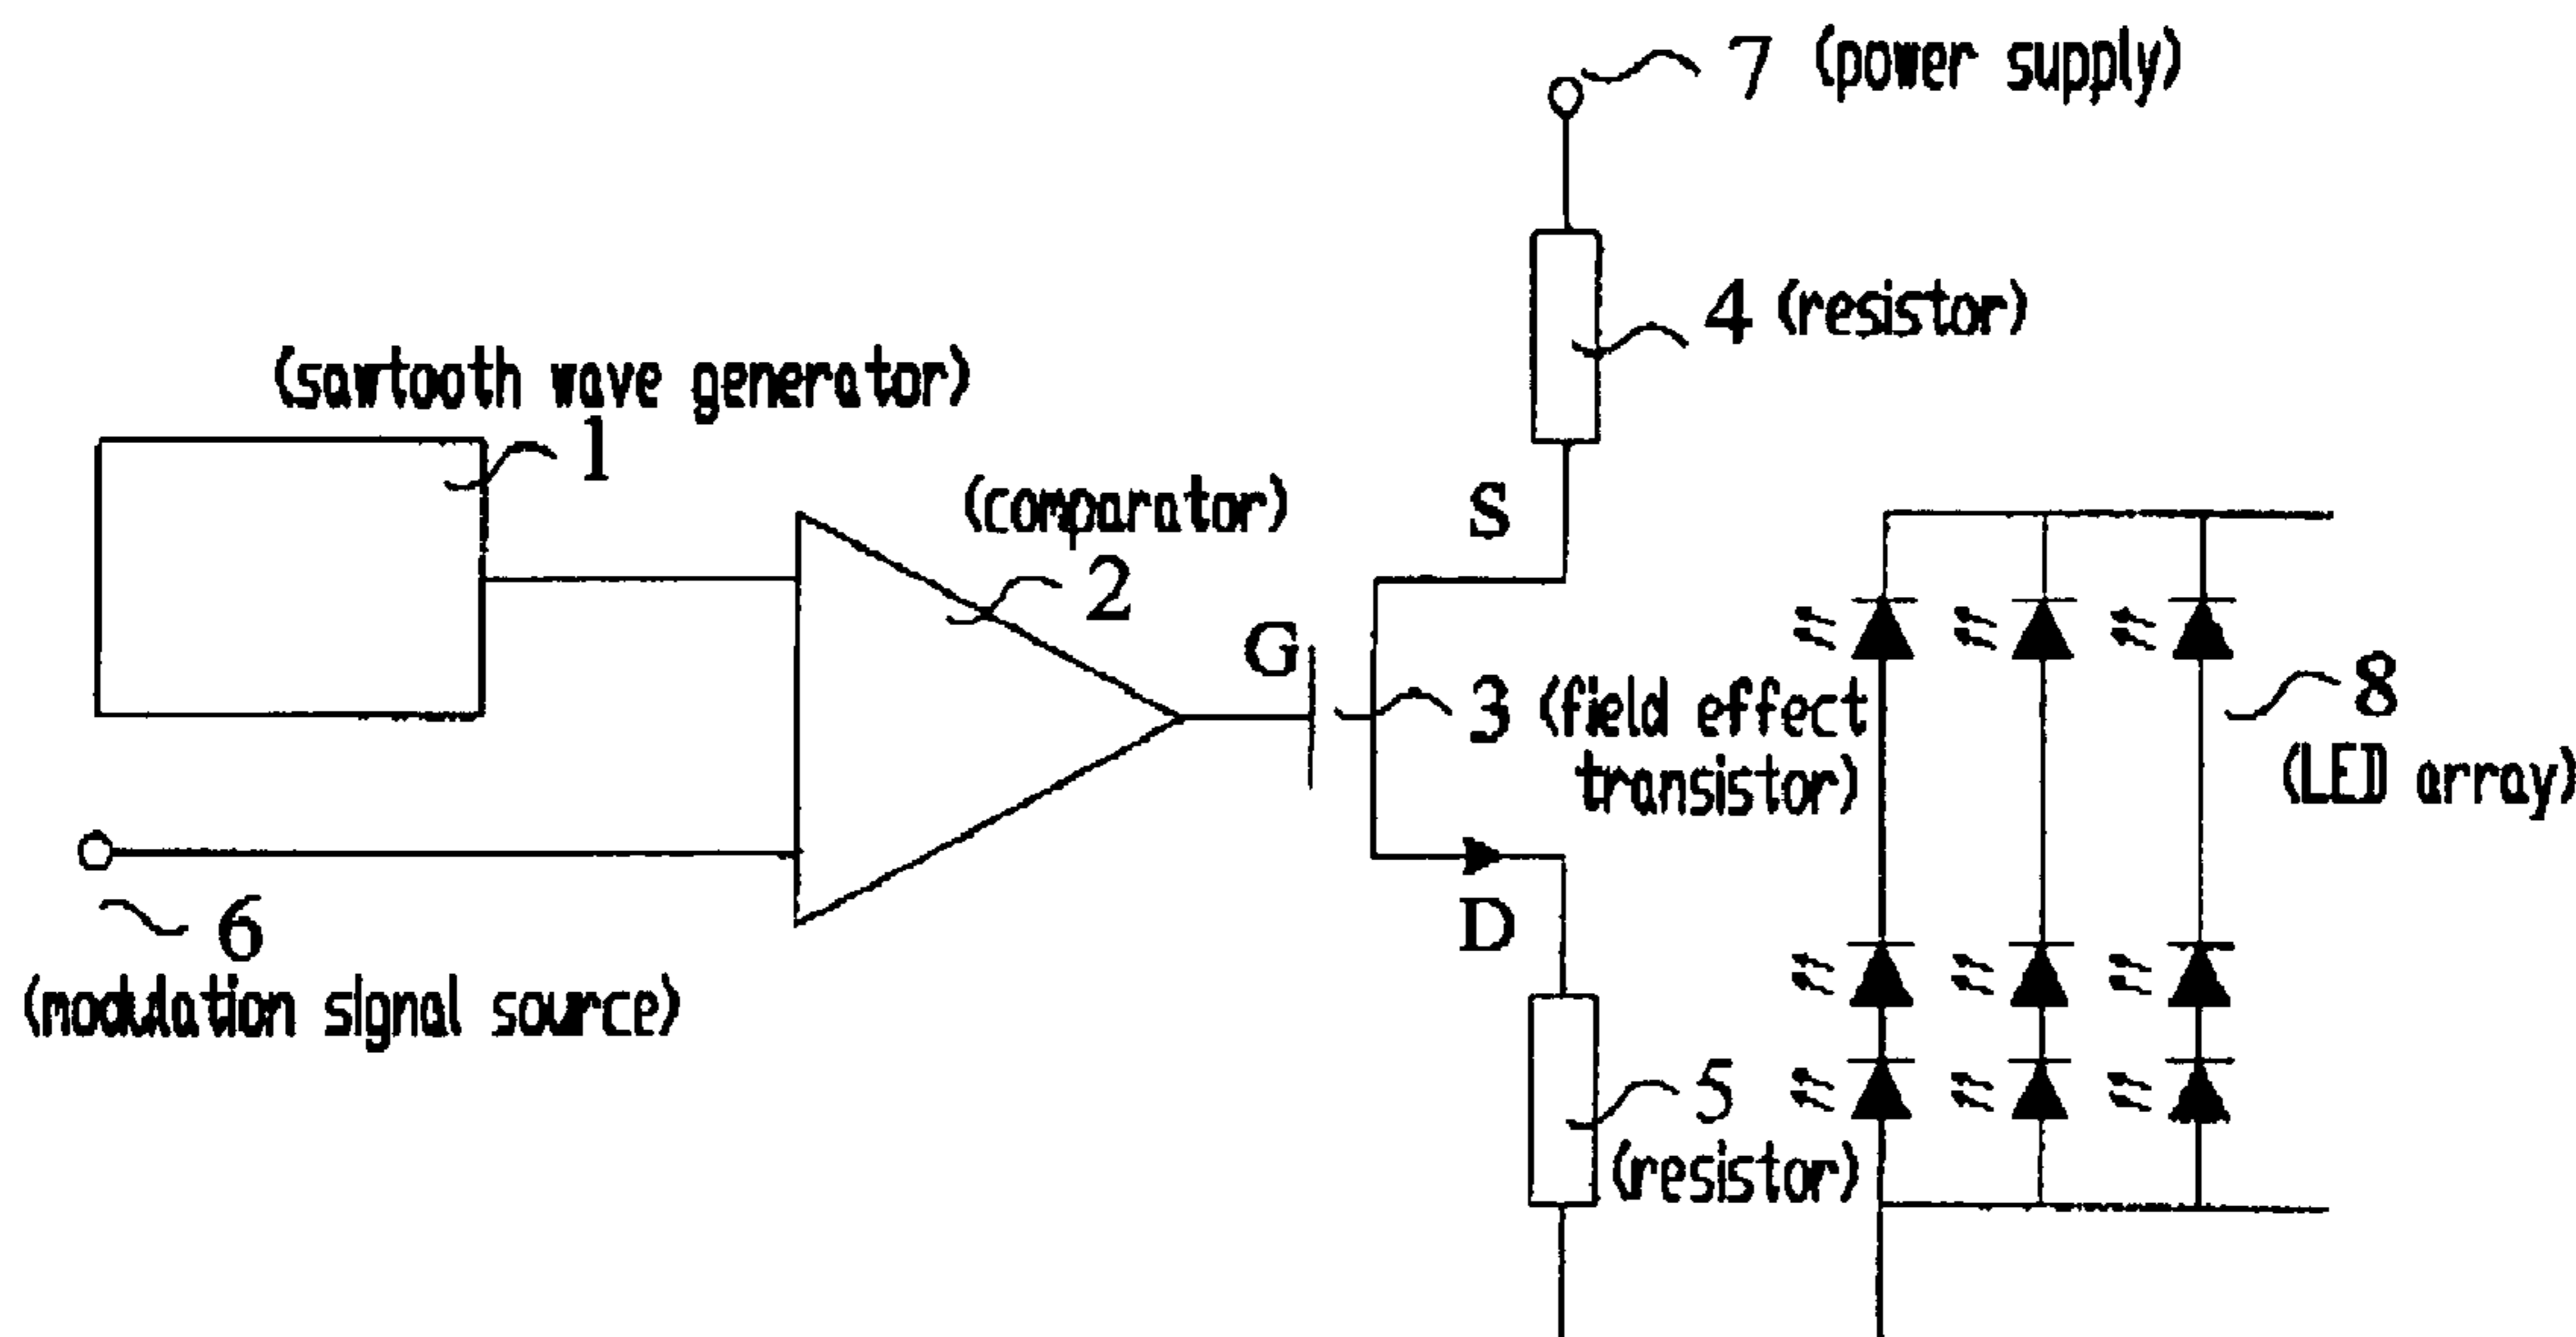 7 (power supply)
4 (resistor)
(sawtooth wave generator)
1
(comparator)
2
S
G
3 (field effect
transistor)
8
(LED array)
D
6
(modulation signal source)
5
(resistor)